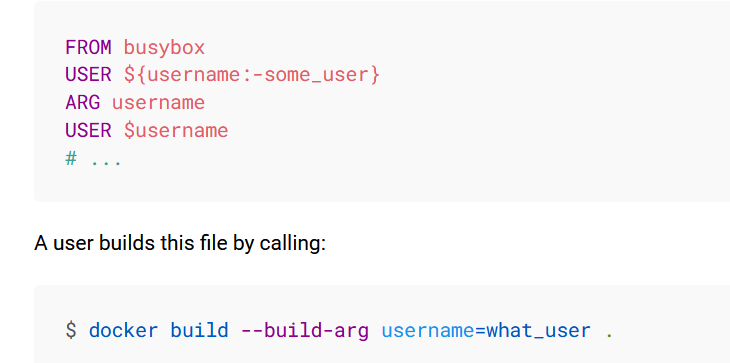 FROM busybox
USER ${username:-some_user}
ARG username
USER $username
# ...
A user builds this file by calling:
$ docker build --build-arg username=what_user .